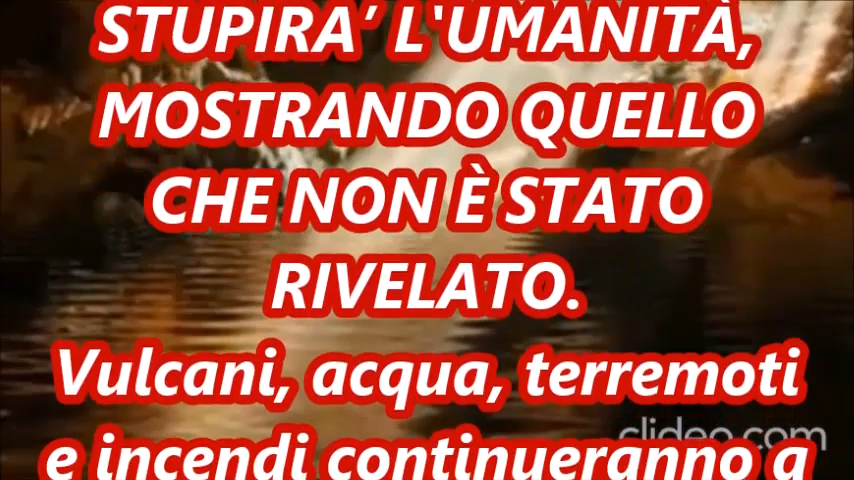 STUPIRA’ L'UMANITÀ,
MOSTRANDO QUELLO
CHE NON È STATO
RIVELATO.
Vulcani, acqua, terremoti
e incendi continueranno a
clideo.com